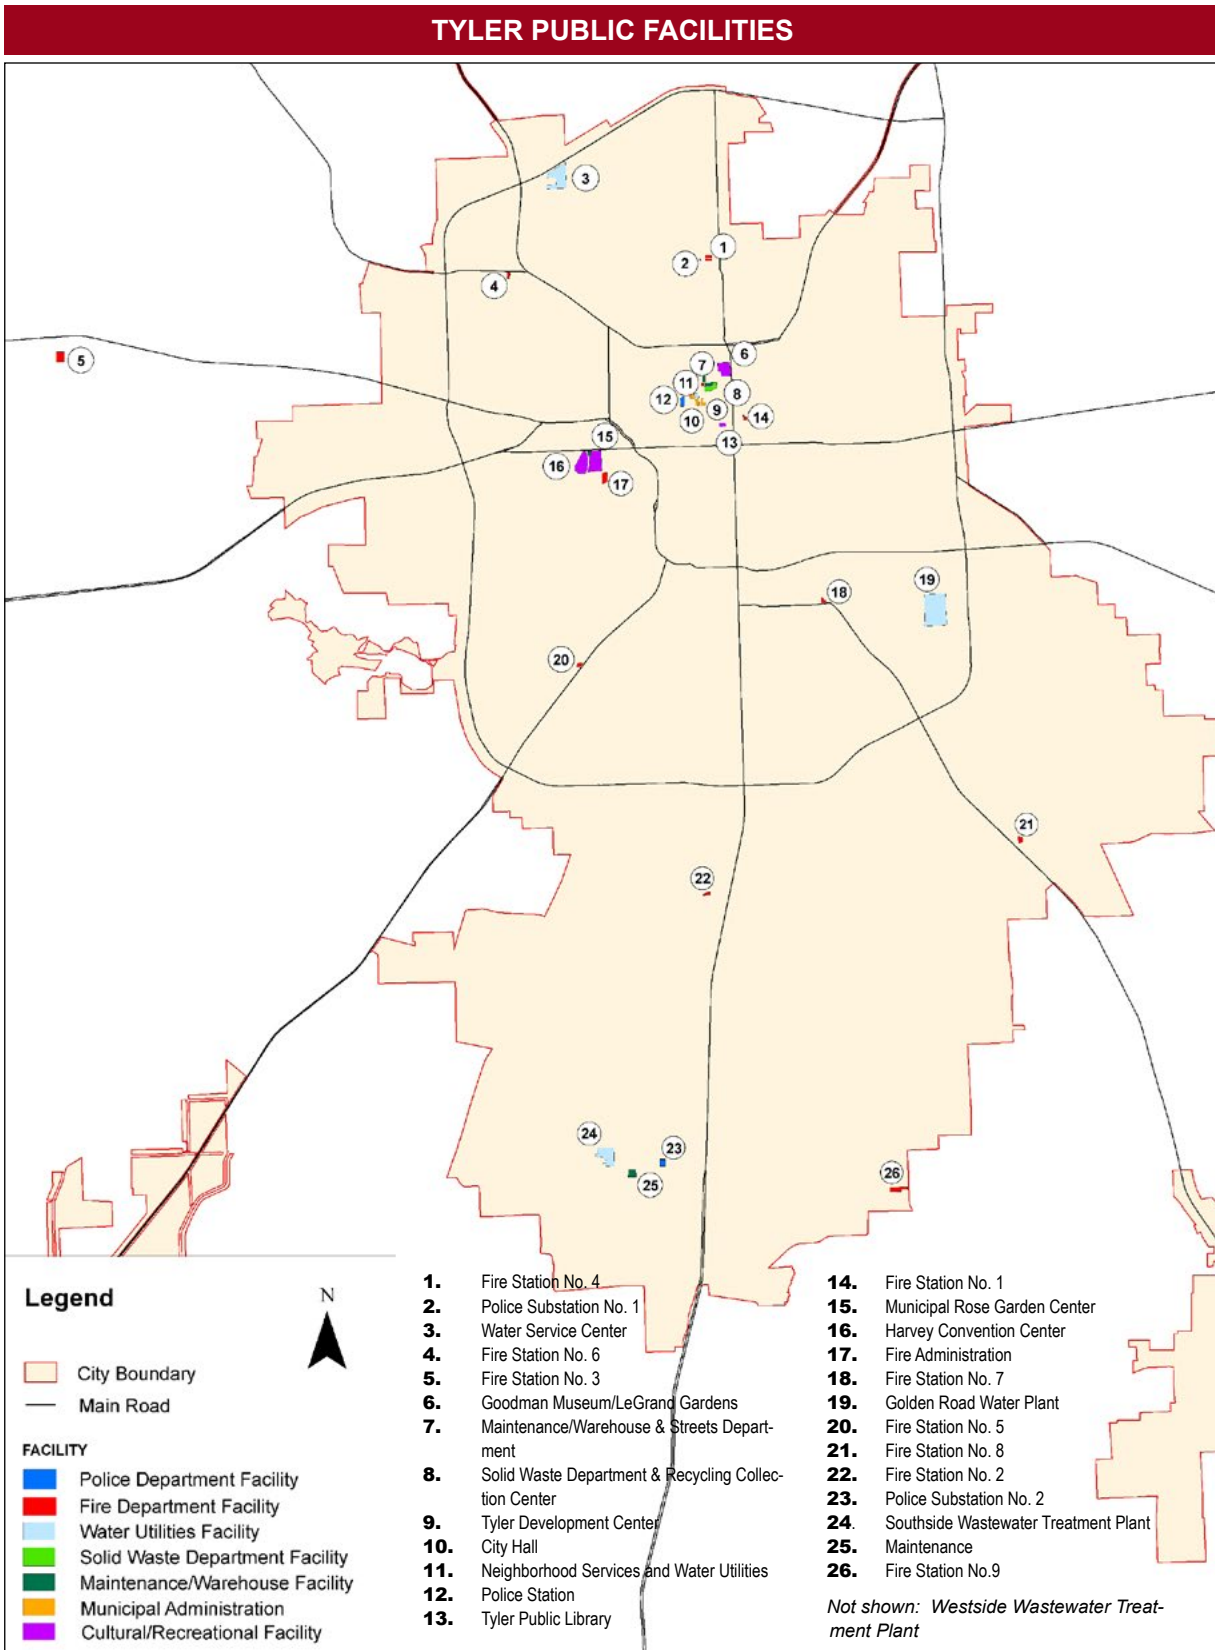 TYLER PUBLIC FACILITIES
3
1
2
4
5
6
7
11
12
8
9
10
14
13
15
16
17
19
18
20
21
22
24
23
25
26
Legend
N
City Boundary
Main Road
FACILITY
Police Department Facility
Fire Department Facility
Water Utilities Facility
Solid Waste Department Facility
Maintenance/Warehouse Facility
Municipal Administration
Cultural/Recreational Facility
1. Fire Station No. 4
2. Police Substation No. 1
3. Water Service Center
4. Fire Station No. 6
5. Fire Station No. 3
6. Goodman Museum/LeGrand Gardens
7. Maintenance/Warehouse & Streets Depart-
ment
8. Solid Waste Department & Recycling Collec-
tion Center
9. Tyler Development Center
10. City Hall
11. Neighborhood Services and Water Utilities
12. Police Station
13. Tyler Public Library
14. Fire Station No. 1
15. Municipal Rose Garden Center
16. Harvey Convention Center
17. Fire Administration
18. Fire Station No. 7
19. Golden Road Water Plant
20. Fire Station No. 5
21. Fire Station No. 8
22. Fire Station No. 2
23. Police Substation No. 2
24. Southside Wastewater Treatment Plant
25. Maintenance
26. Fire Station No.9
Not shown: Westside Wastewater Treat-
ment Plant